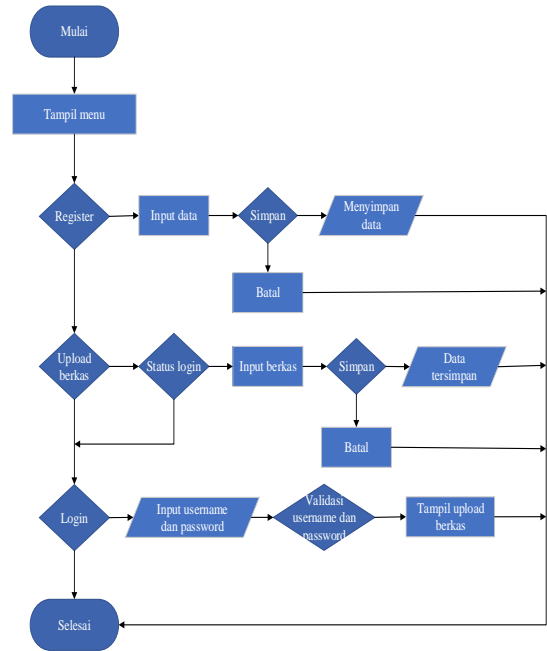 Mulai
Tampil menu
Register
Input data
Simpan
Menyimpan
data
Batal
Upload
berkas
Status login
Input berkas
Simpan
Data
tersimpan
Batal
Login
Input username
dan password
Validasi
username dan
password
Tampil upload
berkas
Selesai